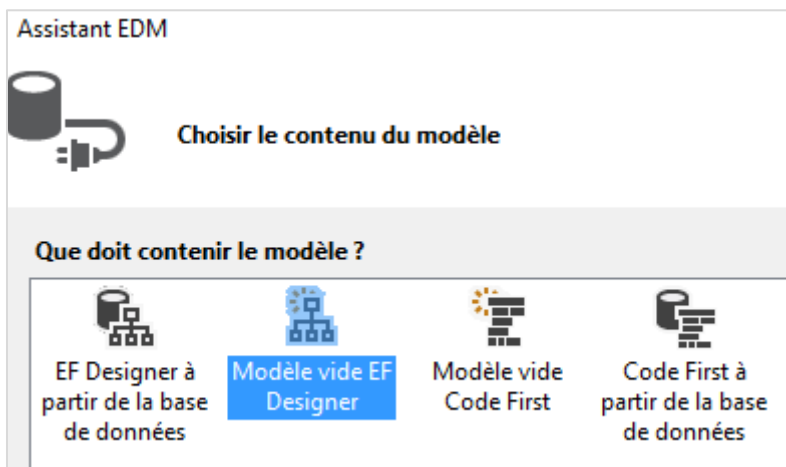 Assistant EDM
Choisir le contenu du modèle
Que doit contenir le modèle ?
EF Designer à
partir de la base
de données
Modèle vide EF
Designer
Modèle vide
Code First
Code First à
partir de la base
de données